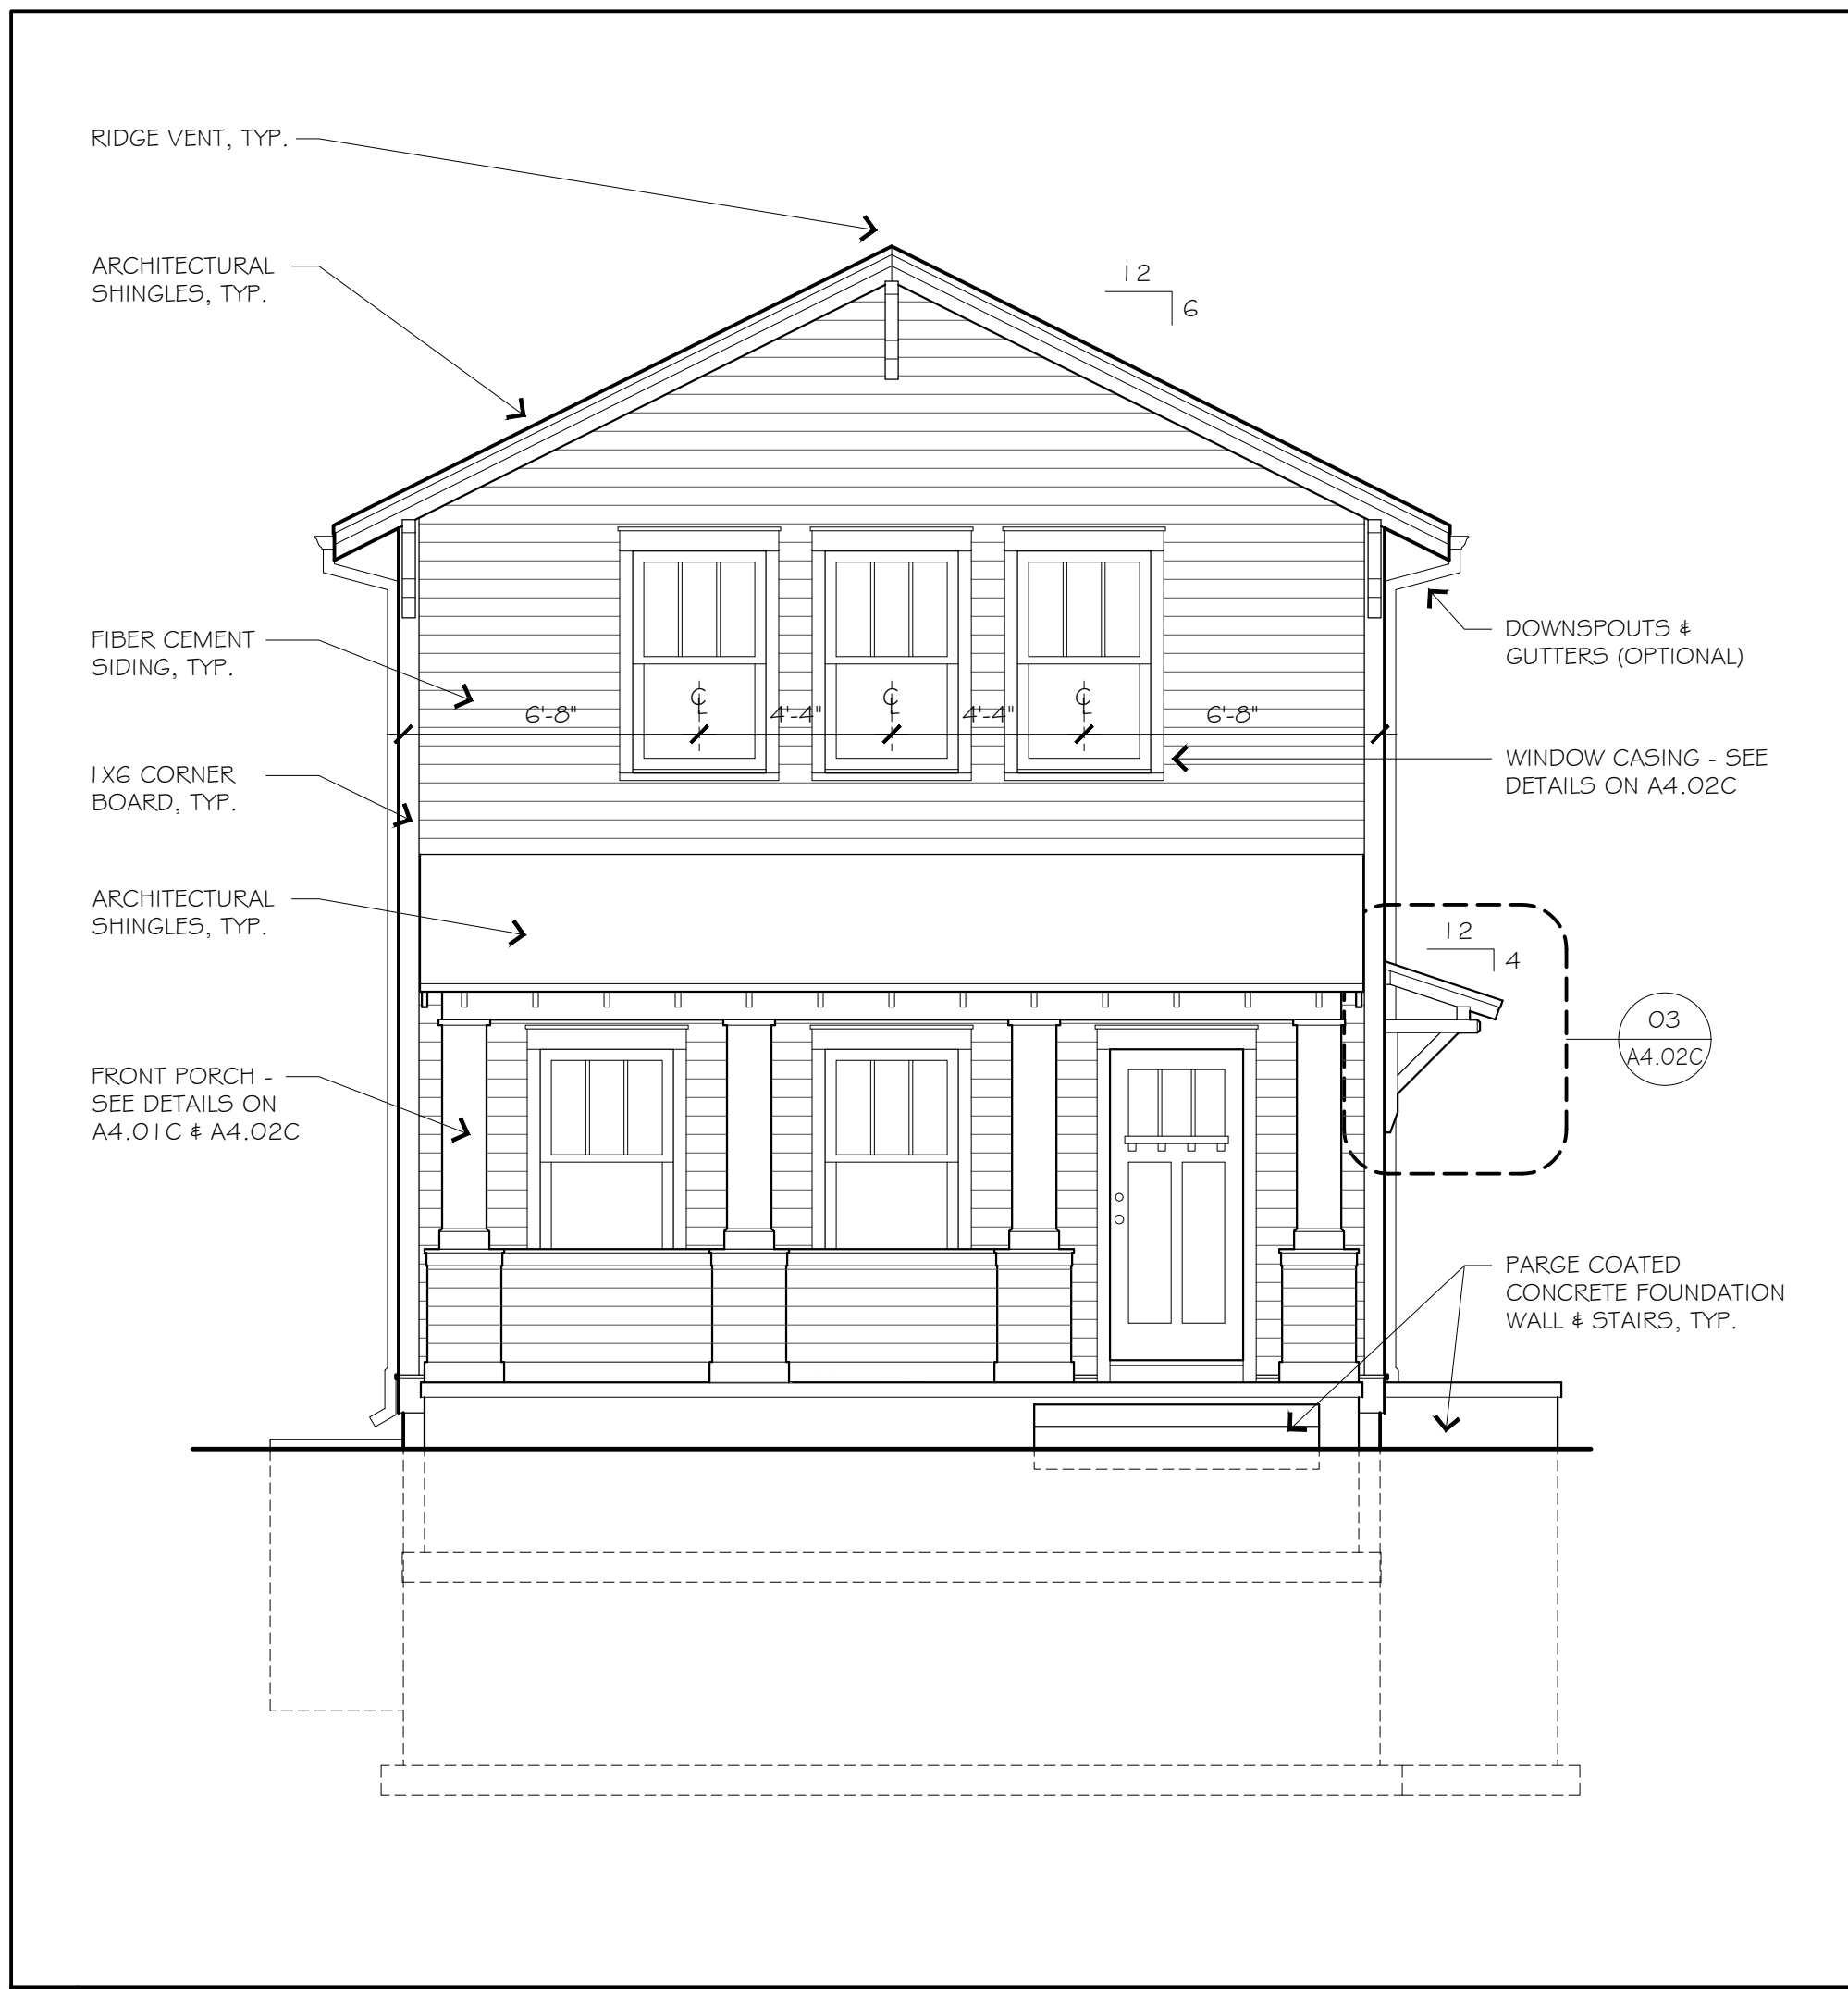 RIDGE VENT, TYP.
ARCHITECTURAL
SHINGLES, TYP.
12
6
FIBER CEMENT
SIDING, TYP.
DOWNSPOUTS &
GUTTERS (OPTIONAL)
6'-8" ℄ 4'-4" ℄ 4'-4" ℄ 6'-8"
1X6 CORNER
BOARD, TYP.
WINDOW CASING - SEE
DETAILS ON A4.02C
ARCHITECTURAL
SHINGLES, TYP.
12
4
03
A4.02C
FRONT PORCH -
SEE DETAILS ON
A4.01C & A4.02C
PARGE COATED
CONCRETE FOUNDATION
WALL & STAIRS, TYP.